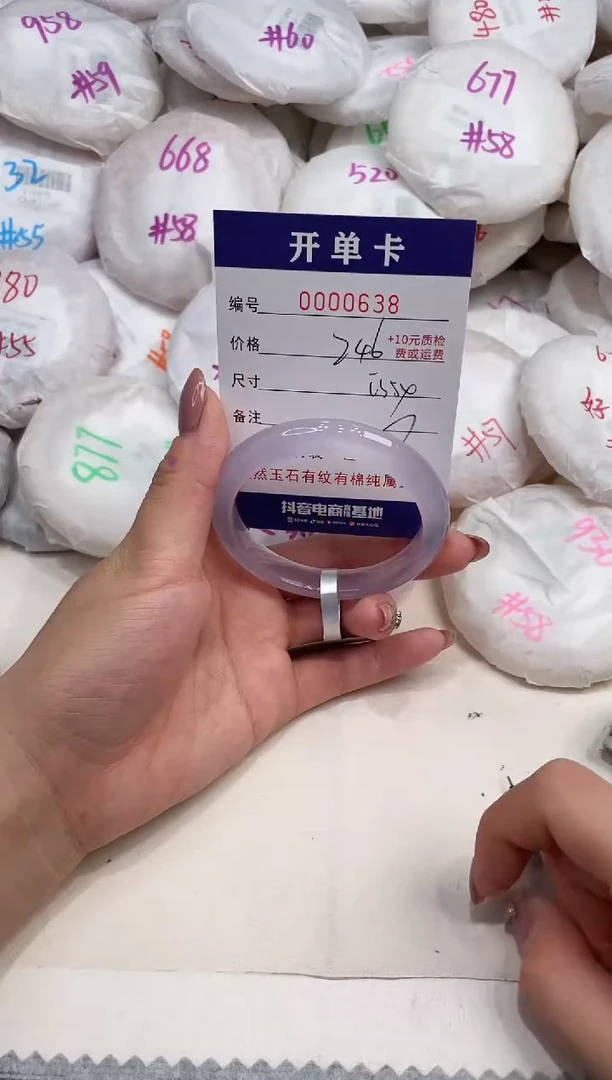 958
#59
#60
480
677
#58
668
#58
520
32
#55
80
#55
877
#57
930
#58
开单卡
编号 0000638
价格 246 +10元质检
费或运费
尺寸
备注
然玉石有纹有棉纯属
抖音电商 基地